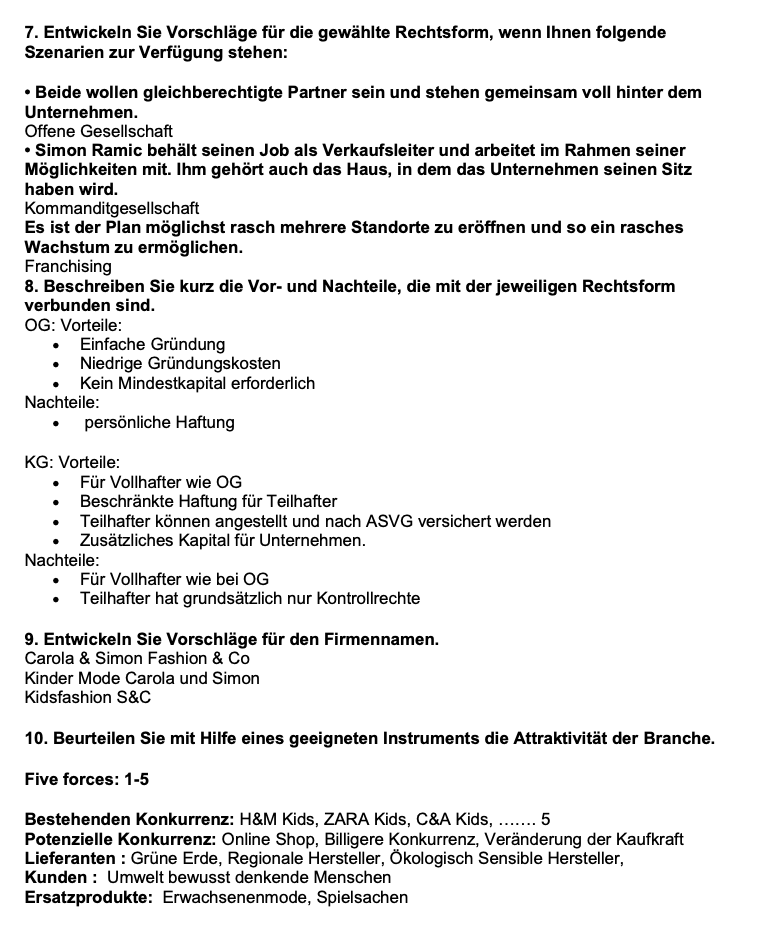 7. Entwickeln Sie Vorschläge für die gewählte Rechtsform, wenn Ihnen folgende
Szenarien zur Verfügung stehen:
• Beide wollen gleichberechtigte Partner sein und stehen gemeinsam voll hinter dem
Unternehmen.
Offene Gesellschaft
• Simon Ramic behält seinen Job als Verkaufsleiter und arbeitet im Rahmen seiner
Möglichkeiten mit. Ihm gehört auch das Haus, in dem das Unternehmen seinen Sitz
haben wird.
Kommanditgesellschaft
Es ist der Plan möglichst rasch mehrere Standorte zu eröffnen und so ein rasches
Wachstum zu ermöglichen.
Franchising
8. Beschreiben Sie kurz die Vor- und Nachteile, die mit der jeweiligen Rechtsform
verbunden sind.
OG: Vorteile:
• Einfache Gründung
• Niedrige Gründungskosten
• Kein Mindestkapital erforderlich
Nachteile:
• persönliche Haftung
KG: Vorteile:
• Für Vollhafter wie OG
• Beschränkte Haftung für Teilhafter
• Teilhafter können angestellt und nach ASVG versichert werden
• Zusätzliches Kapital für Unternehmen.
Nachteile:
• Für Vollhafter wie bei OG
• Teilhafter hat grundsätzlich nur Kontrollrechte
9. Entwickeln Sie Vorschläge für den Firmennamen.
Carola & Simon Fashion & Co
Kinder Mode Carola und Simon
Kidsfashion S&C
10. Beurteilen Sie mit Hilfe eines geeigneten Instruments die Attraktivität der Branche.
Five forces: 1-5
Bestehenden Konkurrenz: H&M Kids, ZARA Kids, C&A Kids, ……. 5
Potenzielle Konkurrenz: Online Shop, Billigere Konkurrenz, Veränderung der Kaufkraft
Lieferanten : Grüne Erde, Regionale Hersteller, Ökologisch Sensible Hersteller,
Kunden : Umwelt bewusst denkende Menschen
Ersatzprodukte: Erwachsenenmode, Spielsachen